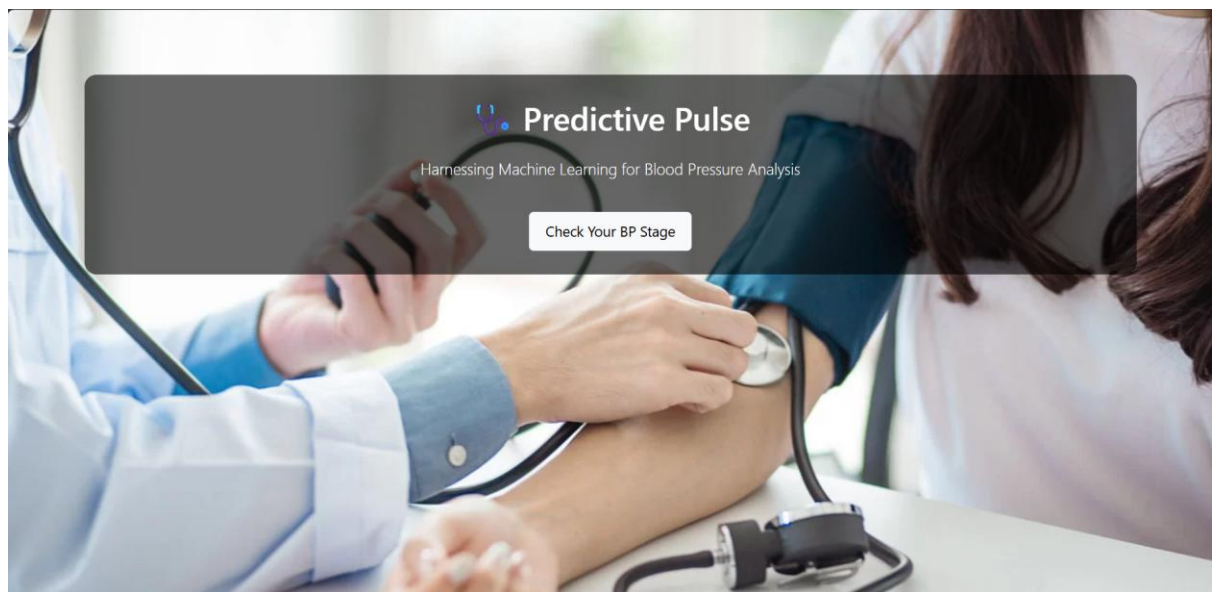 Predictive Pulse
Harnessing Machine Learning for Blood Pressure Analysis
Check Your BP Stage